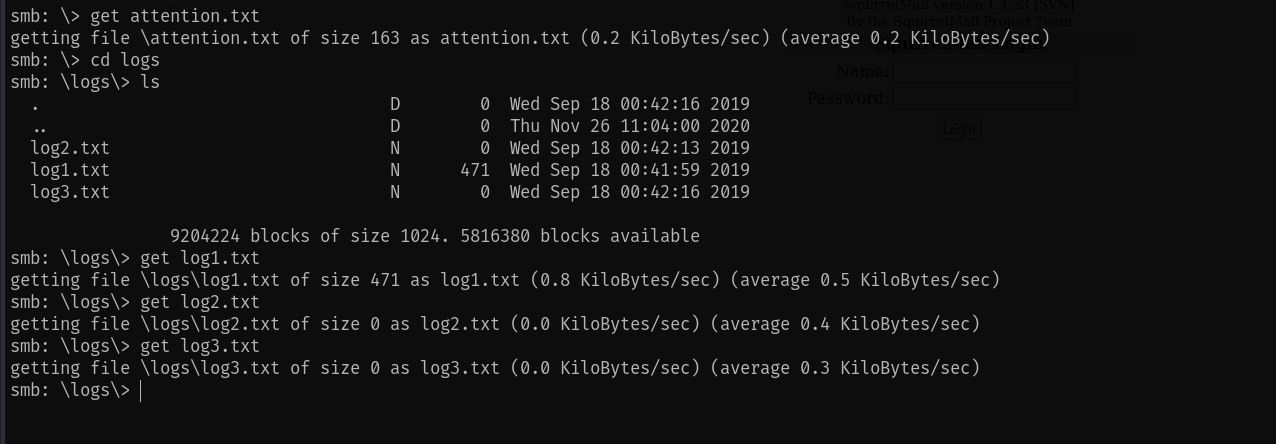 smb: \> get attention.txt
getting file \attention.txt of size 163 as attention.txt (0.2 KiloBytes/sec) (average 0.2 KiloBytes/sec)
smb: \> cd logs
smb: \logs\> ls
  .                                   D        0  Wed Sep 18 00:42:16 2019
  ..                                  D        0  Thu Nov 26 11:04:00 2020
  log2.txt                            N        0  Wed Sep 18 00:42:13 2019
  log1.txt                            N      471  Wed Sep 18 00:41:59 2019
  log3.txt                            N        0  Wed Sep 18 00:42:16 2019
                9204224 blocks of size 1024. 5816380 blocks available
smb: \logs\> get log1.txt
getting file \logs\log1.txt of size 471 as log1.txt (0.8 KiloBytes/sec) (average 0.5 KiloBytes/sec)
smb: \logs\> get log2.txt
getting file \logs\log2.txt of size 0 as log2.txt (0.0 KiloBytes/sec) (average 0.4 KiloBytes/sec)
smb: \logs\> get log3.txt
getting file \logs\log3.txt of size 0 as log3.txt (0.0 KiloBytes/sec) (average 0.3 KiloBytes/sec)
smb: \logs\>
SquirrelMail version 1.4.23 [SVN]
By the SquirrelMail Project Team
Name:
Password:
Login